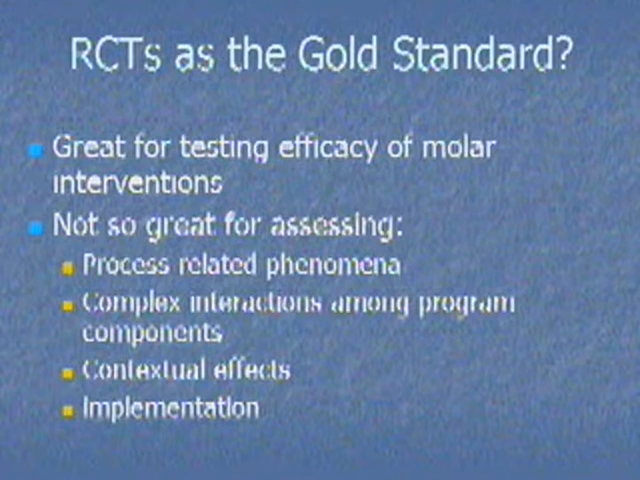 RCTs as the Gold Standard?
Great for testing efficacy of molar
interventions
Not so great for assessing:
Process related phenomena
Complex interactions among program
components
Contextual effects
Implementation